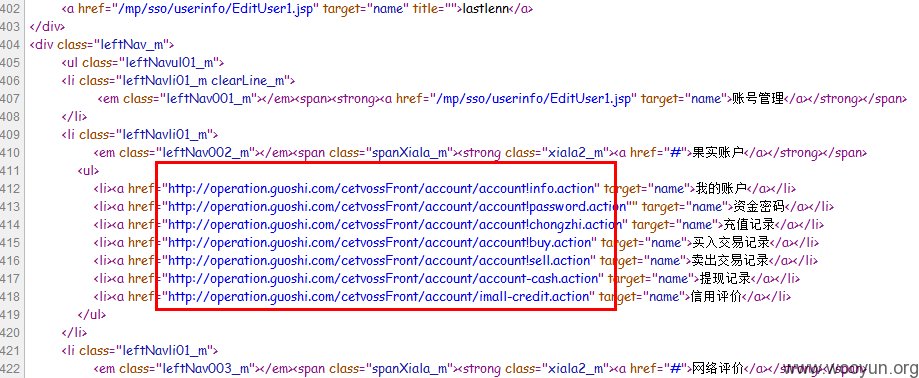 402 <a href="/mp/sso/userinfo/EditUser1.jsp" target="name" title="">lastlenn</a>
403 </div>
404 <div class="leftNav_m">
405 <ul class="leftNavul01_m">
406 <li class="leftNavli01_m clearLine_m">
407 <em class="leftNav001_m"></em><span><strong><a href="/mp/sso/userinfo/EditUser1.jsp" target="name">账号管理</a></strong></span>
408 </li>
409 <li class="leftNavli01_m">
410 <em class="leftNav002_m"></em><span class="spanXiala_m"><strong class="xiala2_m"><a href="#">果实账户</a></strong></span>
411 <ul>
412 <li><a href="http://operation.guoshi.com/cetvossFront/account/account!info.action" target="name">我的账户</a></li>
413 <li><a href="http://operation.guoshi.com/cetvossFront/account/account!password.action"" target="name">资金密码</a></li>
414 <li><a href="http://operation.guoshi.com/cetvossFront/account/account!chongzhi.action" target="name">充值记录</a></li>
415 <li><a href="http://operation.guoshi.com/cetvossFront/account/account!buy.action" target="name">买入交易记录</a></li>
416 <li><a href="http://operation.guoshi.com/cetvossFront/account/account!sell.action" target="name">卖出交易记录</a></li>
417 <li><a href="http://operation.guoshi.com/cetvossFront/account/account-cash.action" target="name">提现记录</a></li>
418 <li><a href="http://operation.guoshi.com/cetvossFront/account/imall-credit.action" target="name">信用评价</a></li>
419 </ul>
420 </li>
421 <li class="leftNavli01_m">
422 <em class="leftNav003_m"></em><span class="spanXiala_m"><strong class="xiala2_m"><a href="#">网络评价</a></strong></span>
www.wooyun.org